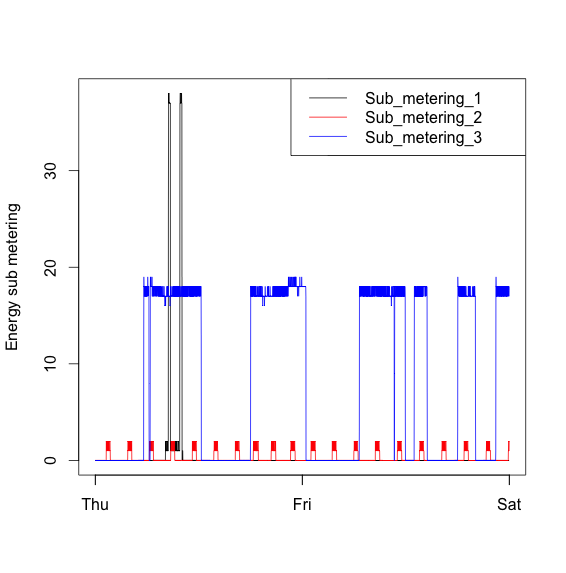 Sub_metering_1
Sub_metering_2
Sub_metering_3
Energy sub metering
30
20
10
0
Thu
Fri
Sat